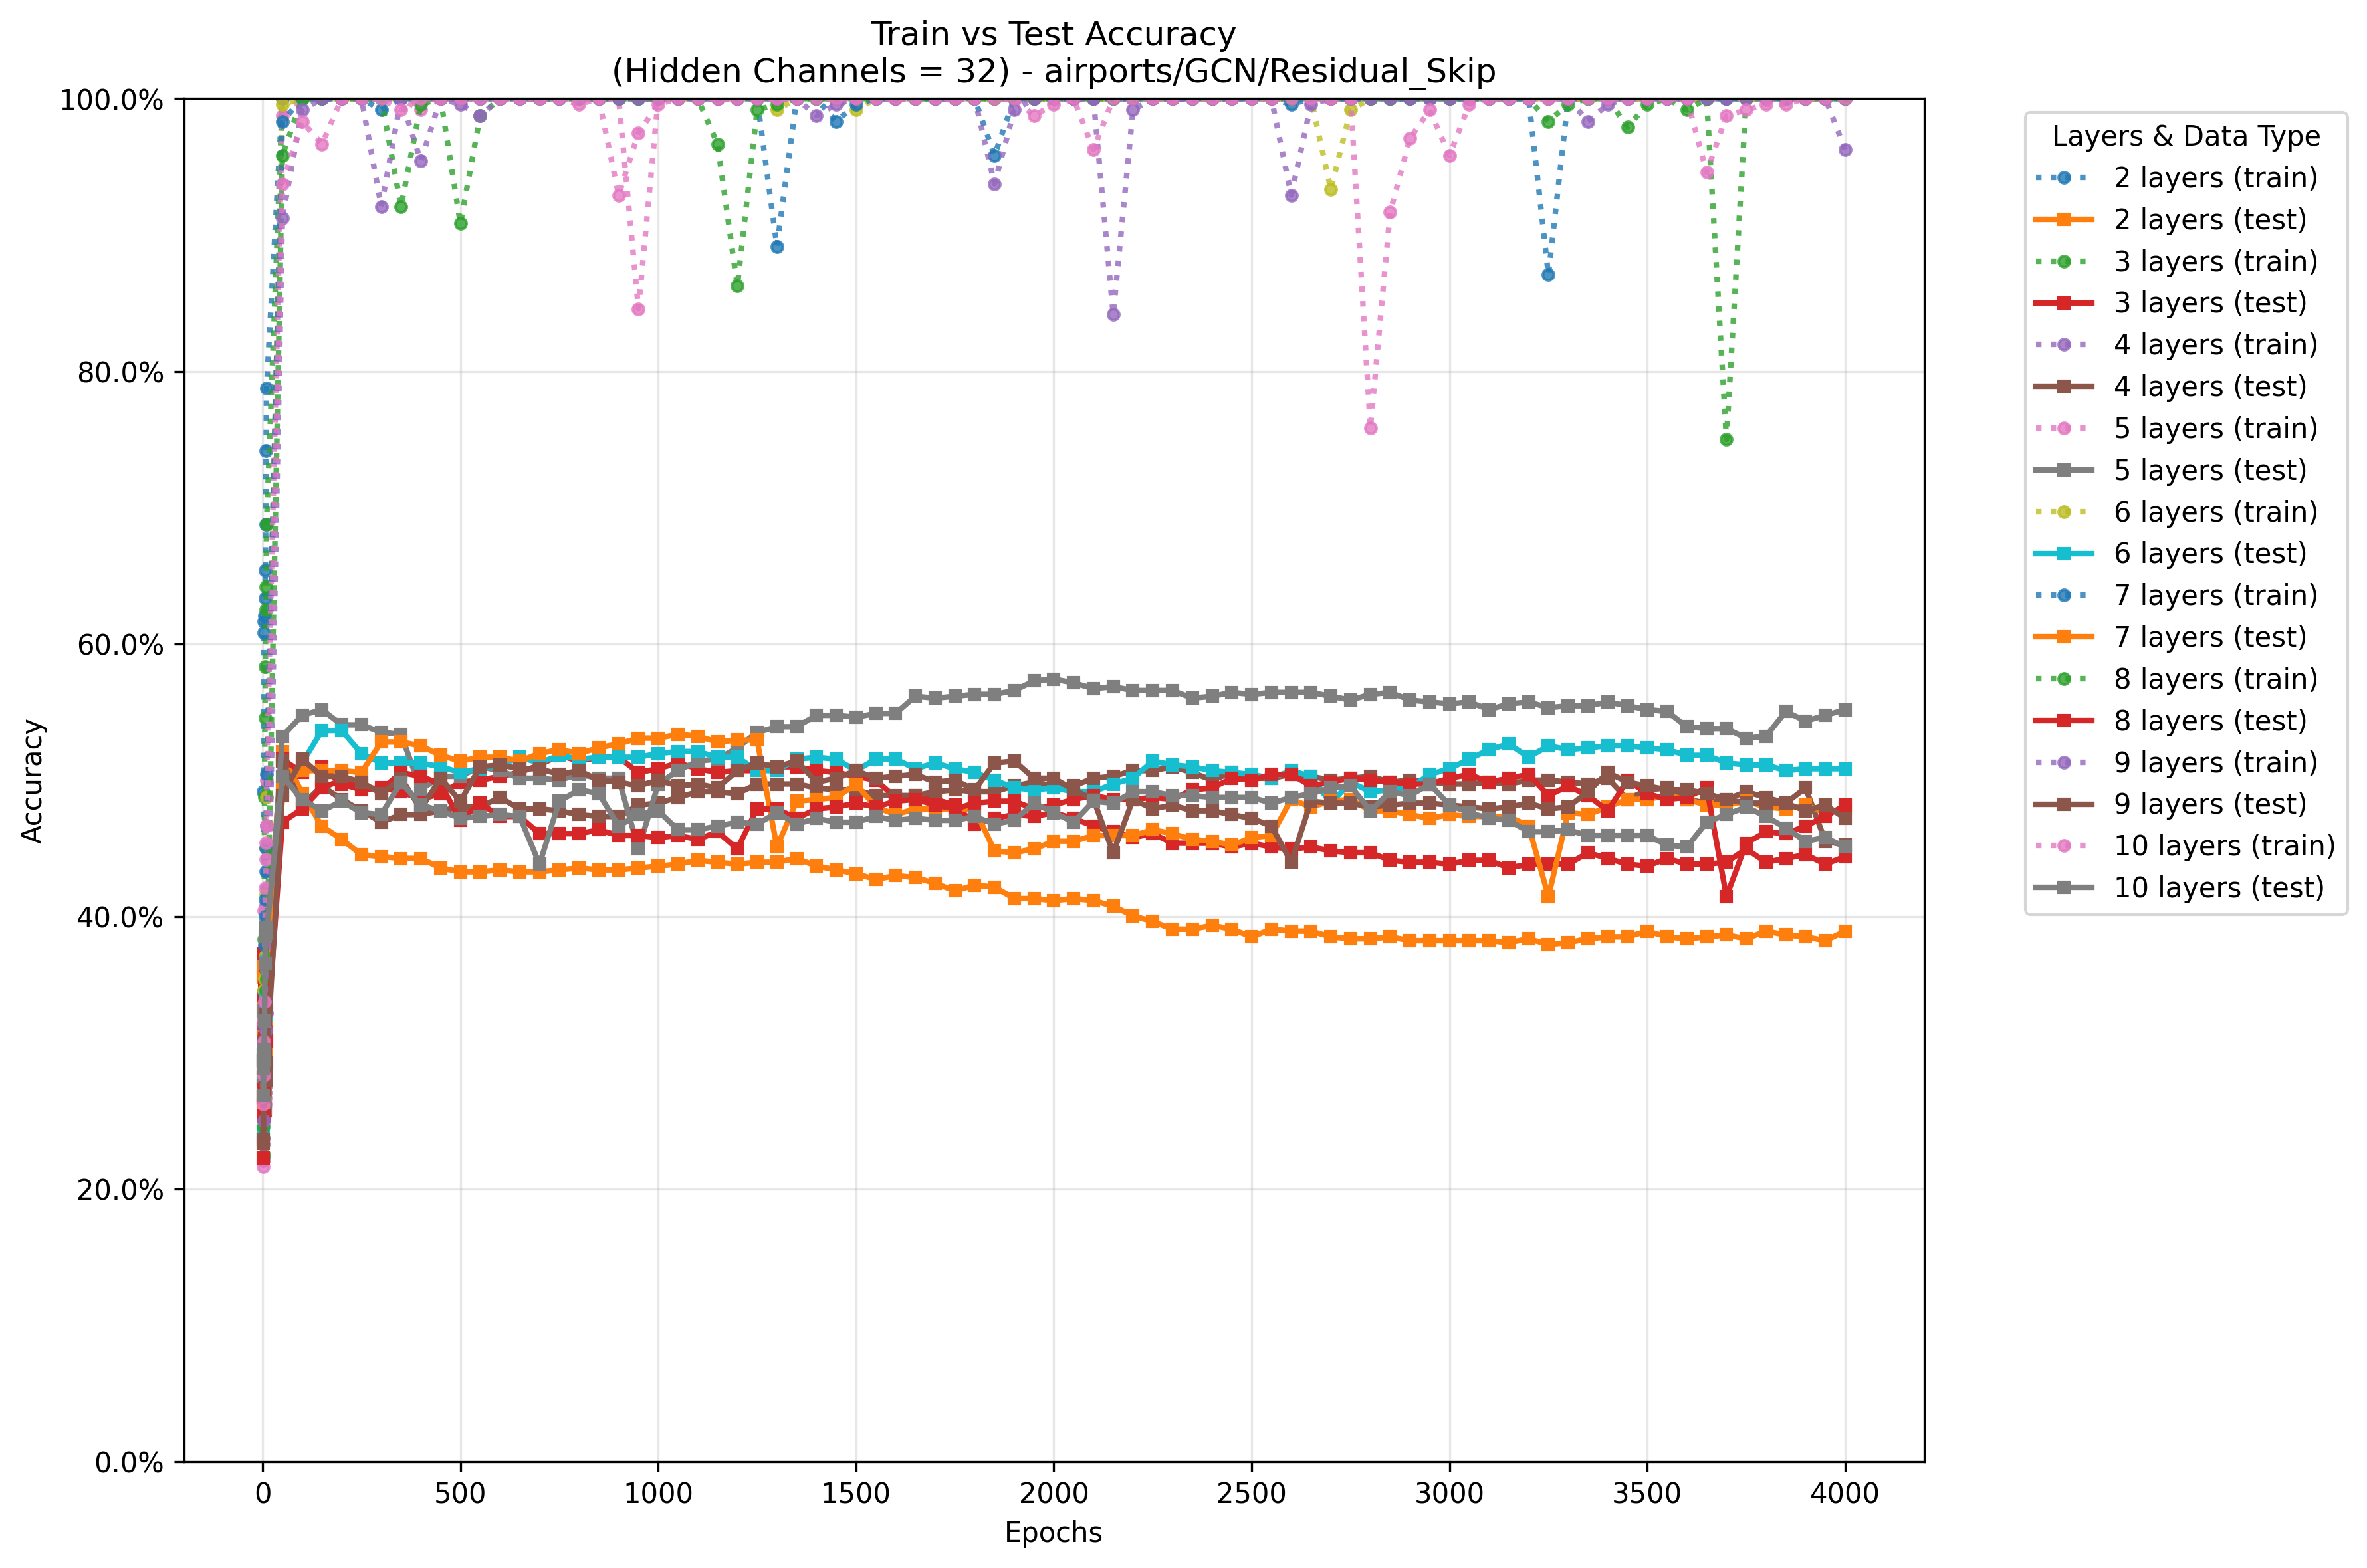 Train vs Test Accuracy
(Hidden Channels = 32) - airports/GCN/Residual_Skip
100.0%
80.0%
60.0%
40.0%
20.0%
0.0%
Accuracy
0
500
1000
1500
2000
2500
3000
3500
4000
Epochs
Layers & Data Type
2 layers (train)
2 layers (test)
3 layers (train)
3 layers (test)
4 layers (train)
4 layers (test)
5 layers (train)
5 layers (test)
6 layers (train)
6 layers (test)
7 layers (train)
7 layers (test)
8 layers (train)
8 layers (test)
9 layers (train)
9 layers (test)
10 layers (train)
10 layers (test)